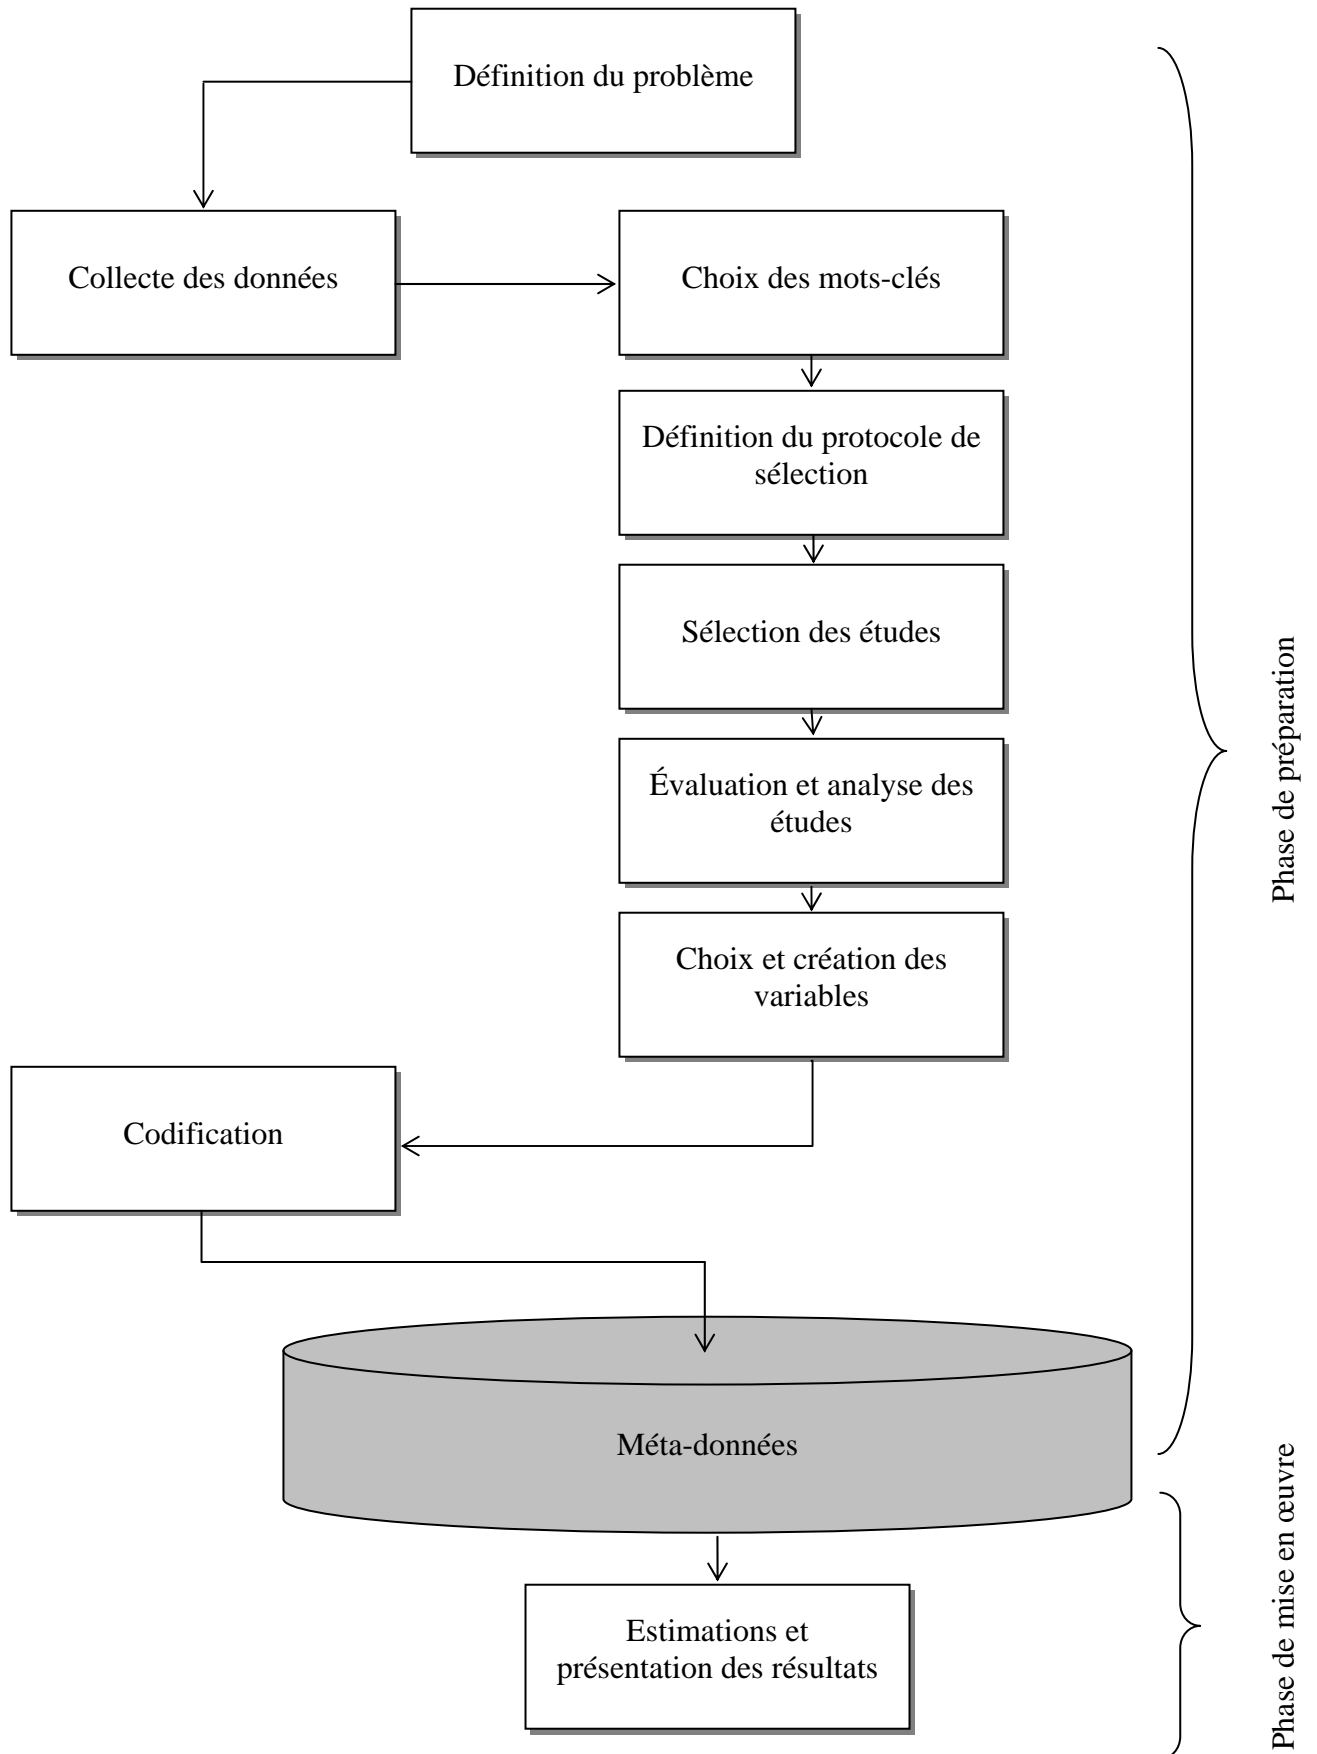 Définition du problème
Collecte des données
Choix des mots-clés
Définition du protocole de
sélection
Sélection des études
Évaluation et analyse des
études
Choix et création des
variables
Codification
Méta-données
Estimations et
présentation des résultats
Phase de préparation
Phase de mise en œuvre